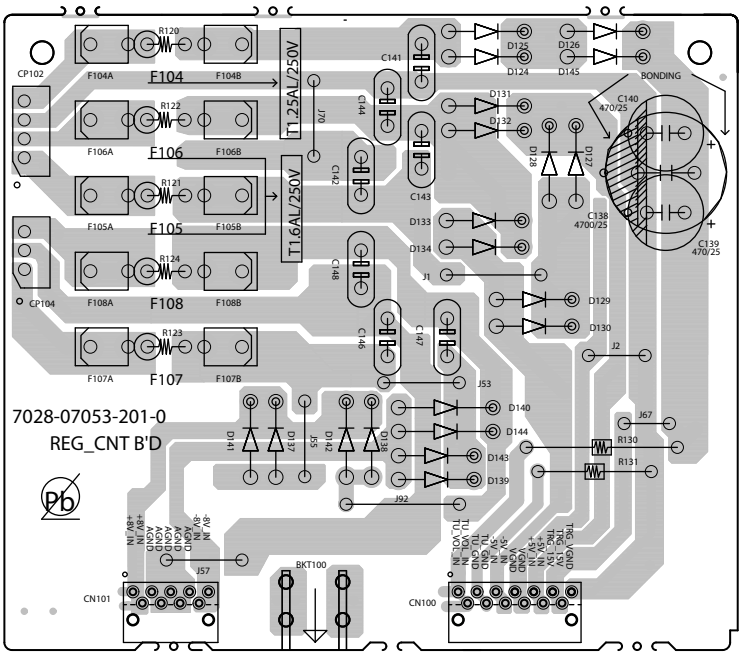 R120
C141
D125
D126
CP102
F104A
F104
F104B
T1.25AL/250V
D124
D145
BONDING
R122
J70
C144
D131
C140
470/25
D132
F106A
F106
F106B
D128
D127
+
R121
C142
C143
T1.6AL/250V
F105A
F105
F105B
D133
C138
4700/25
+
R124
D134
C139
470/25
C148
J1
CP104
F108A
F108
F108B
D129
R123
C146
C147
D130
J2
F107A
F107
F107B
J53
7028-07053-201-0
REG_CNT B'D
D140
J67
D141
D137
J55
D142
D138
D144
R130
D143
R131
D139
Pb
J92
+8V_IN
+8V_IN
AGND
AGND
AGND
AGND
-8V_IN
-8V_IN
TU_VOL_IN
TU_VOL_IN
TU_GND
TU_GND
-5V_IN
-5V_IN
VGND
VGND
+5V_IN
+5V_IN
TRG_15V
TRG_15V
TRG_VGND
J57
BKT100
CN101
CN100